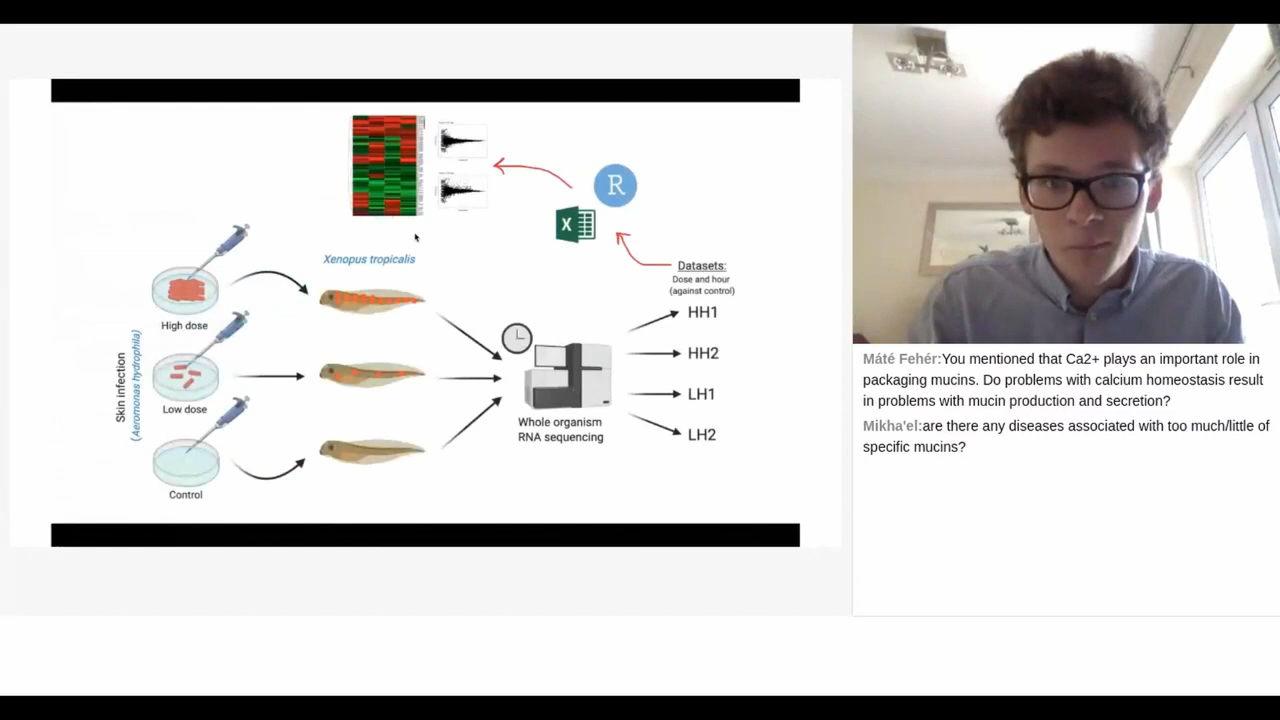 R
X
Xenopus tropicalis
Datasets:
Dose and hour
(against control)
High dose
HH1
HH2
Skin infection
(Aeromonas hydrophila)
Low dose
LH1
Whole organism
RNA sequencing
LH2
Control
Máté Fehér:You mentioned that Ca2+ plays an important role in
packaging mucins. Do problems with calcium homeostasis result
in problems with mucin production and secretion?
Mikha'el:are there any diseases associated with too much/little of
specific mucins?